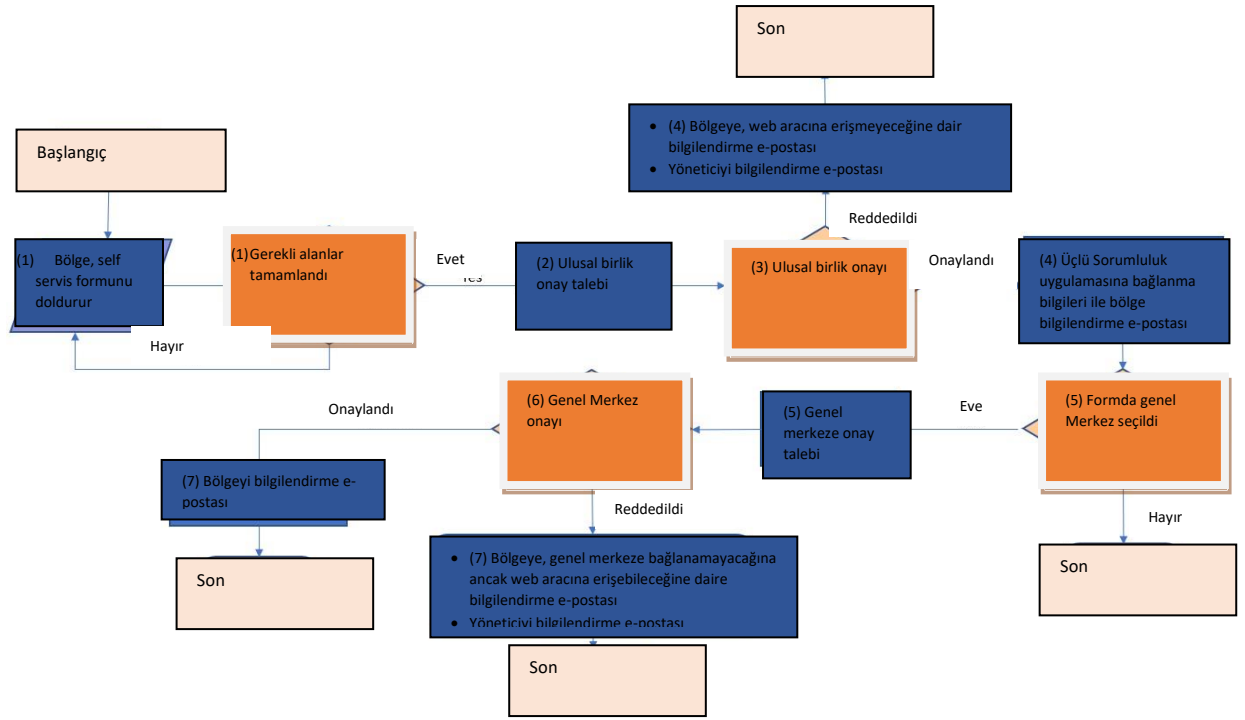 Son
• (4) Bölgeye, web aracına erişmeyeceğine dair
bilgilendirme e-postası
• Yöneticiyi bilgilendirme e-postası
Başlangıç
Reddedildi
(1) Bölge, self
servis formunu
doldurur
(1)Gerekli alanlar
tamamlandı
Evet
(2) Ulusal birlik
onay talebi
(3) Ulusal birlik onayı
Onaylandı
(4) Üçlü Sorumluluk
uygulamasına bağlanma
bilgileri ile bölge
bilgilendirme e-postası
Hayır
Onaylandı
(6) Genel Merkez
onayı
(5) Genel
merkeze onay
talebi
Eve
(5) Formda genel
Merkez seçildi
(7) Bölgeyi bilgilendirme e-
postası
Reddedildi
Hayır
Son
• (7) Bölgeye, genel merkeze bağlanamayacağına
ancak web aracına erişebileceğine daire
bilgilendirme e-postası
• Yöneticiyi bilgilendirme e-postası
Son
Son